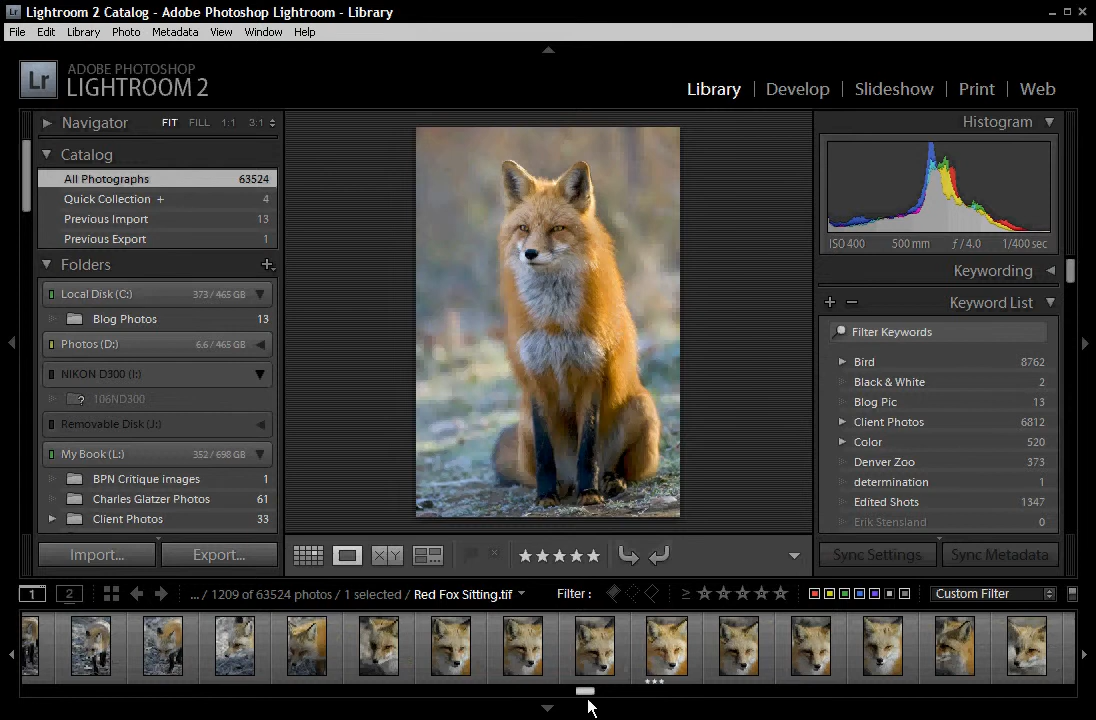 Lightroom 2 Catalog - Adobe Photoshop Lightroom - Library
File Edit Library Photo Metadata View Window Help
Lr ADOBE PHOTOSHOP
LIGHTROOM 2
Library | Develop | Slideshow | Print | Web
Navigator FIT FILL 1:1 3:1
Catalog
All Photographs 63524
Quick Collection + 4
Previous Import 13
Previous Export 1
Folders
Local Disk (C:) 373 / 465 GB
Blog Photos 13
Photos (D:) 6.6 / 465 GB
NIKON D300 (I:)
? 106ND300
Removable Disk (J:)
My Book (L:) 352 / 698 GB
BPN Critique images 1
Charles Glatzer Photos 61
Client Photos 33
Import... Export...
Histogram
ISO 400 500 mm ƒ / 4.0 1/400 sec
Keywording
Keyword List
Filter Keywords
Bird 8762
Black & White 2
Blog Pic 13
Client Photos 6812
Color 520
Denver Zoo 373
determination 1
Edited Shots 1347
Erik Stensland 0
Sync Settings Sync Metadata
X Y
1 2 ... / 1209 of 63524 photos / 1 selected / Red Fox Sitting.tif Filter : ≥ Custom Filter